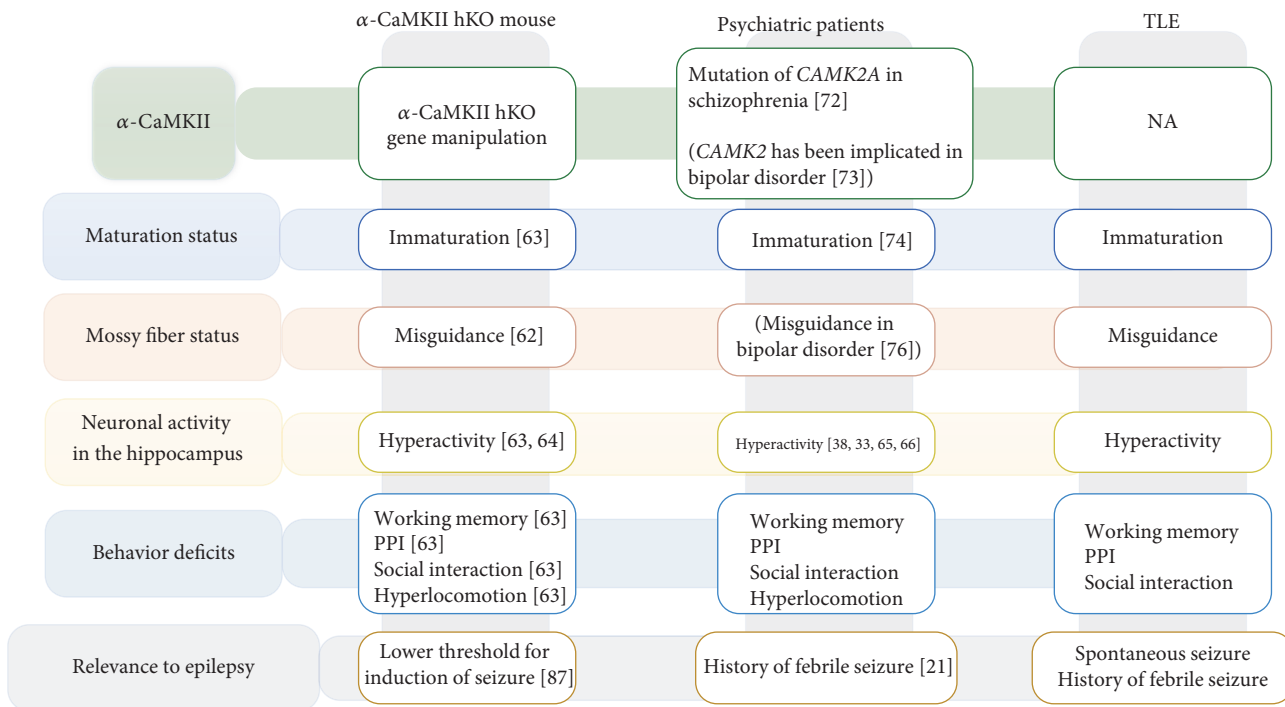 α-CaMKII hKO mouse
Psychiatric patients
TLE
α-CaMKII
α-CaMKII hKO
gene manipulation
Mutation of CAMK2A in
schizophrenia [72]
(CAMK2 has been implicated in
bipolar disorder [73])
NA
Maturation status
Immaturation [63]
Immaturation [74]
Immaturation
Mossy fiber status
Misguidance [62]
(Misguidance in
bipolar disorder [76])
Misguidance
Neuronal activity
in the hippocampus
Hyperactivity [63, 64]
Hyperactivity [38, 33, 65, 66]
Hyperactivity
Behavior deficits
Working memory [63]
PPI [63]
Social interaction [63]
Hyperlocomotion [63]
Working memory
PPI
Social interaction
Hyperlocomotion
Working memory
PPI
Social interaction
Relevance to epilepsy
Lower threshold for
induction of seizure [87]
History of febrile seizure [21]
Spontaneous seizure
History of febrile seizure